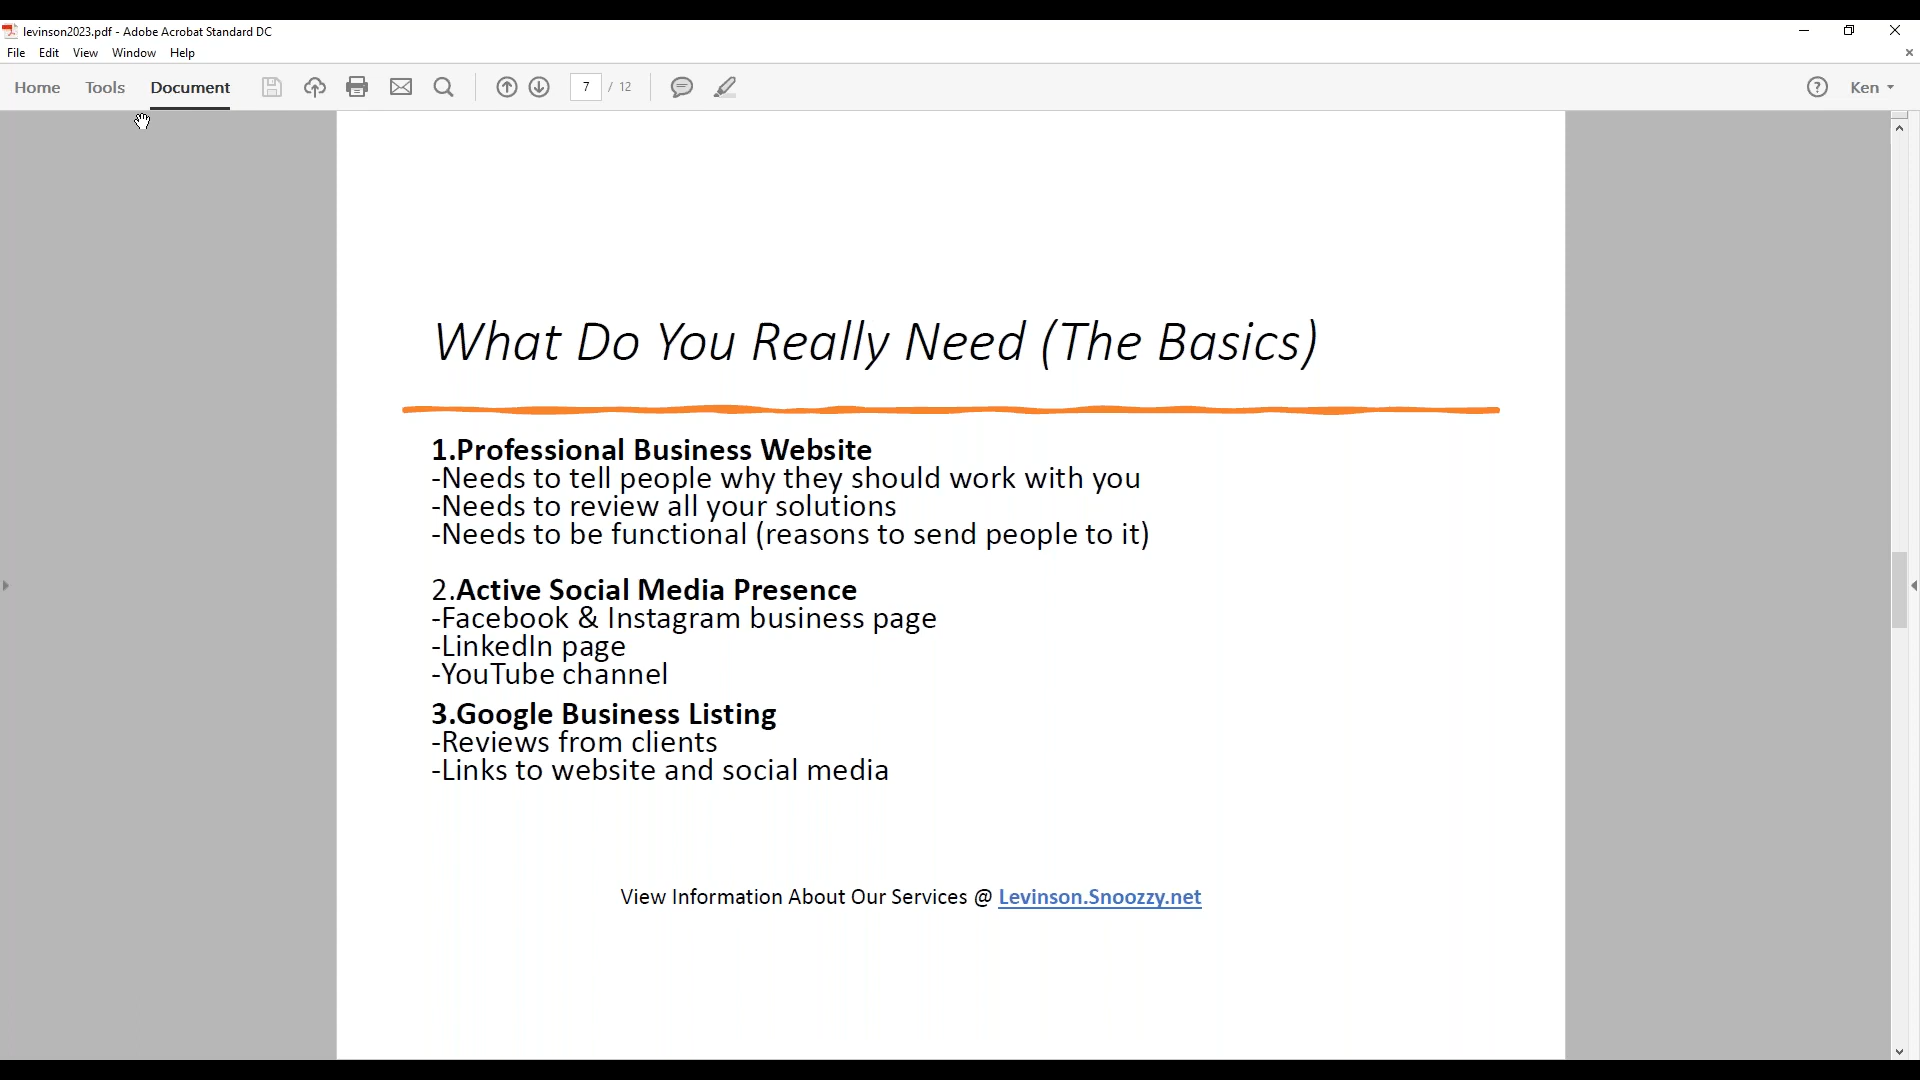 levinson2023.pdf - Adobe Acrobat Standard DC
File Edit View Window Help
Home Tools Document 7 / 12 Ken
What Do You Really Need (The Basics)
1.Professional Business Website
-Needs to tell people why they should work with you
-Needs to review all your solutions
-Needs to be functional (reasons to send people to it)
2.Active Social Media Presence
-Facebook & Instagram business page
-LinkedIn page
-YouTube channel
3.Google Business Listing
-Reviews from clients
-Links to website and social media
View Information About Our Services @ Levinson.Snoozzy.net